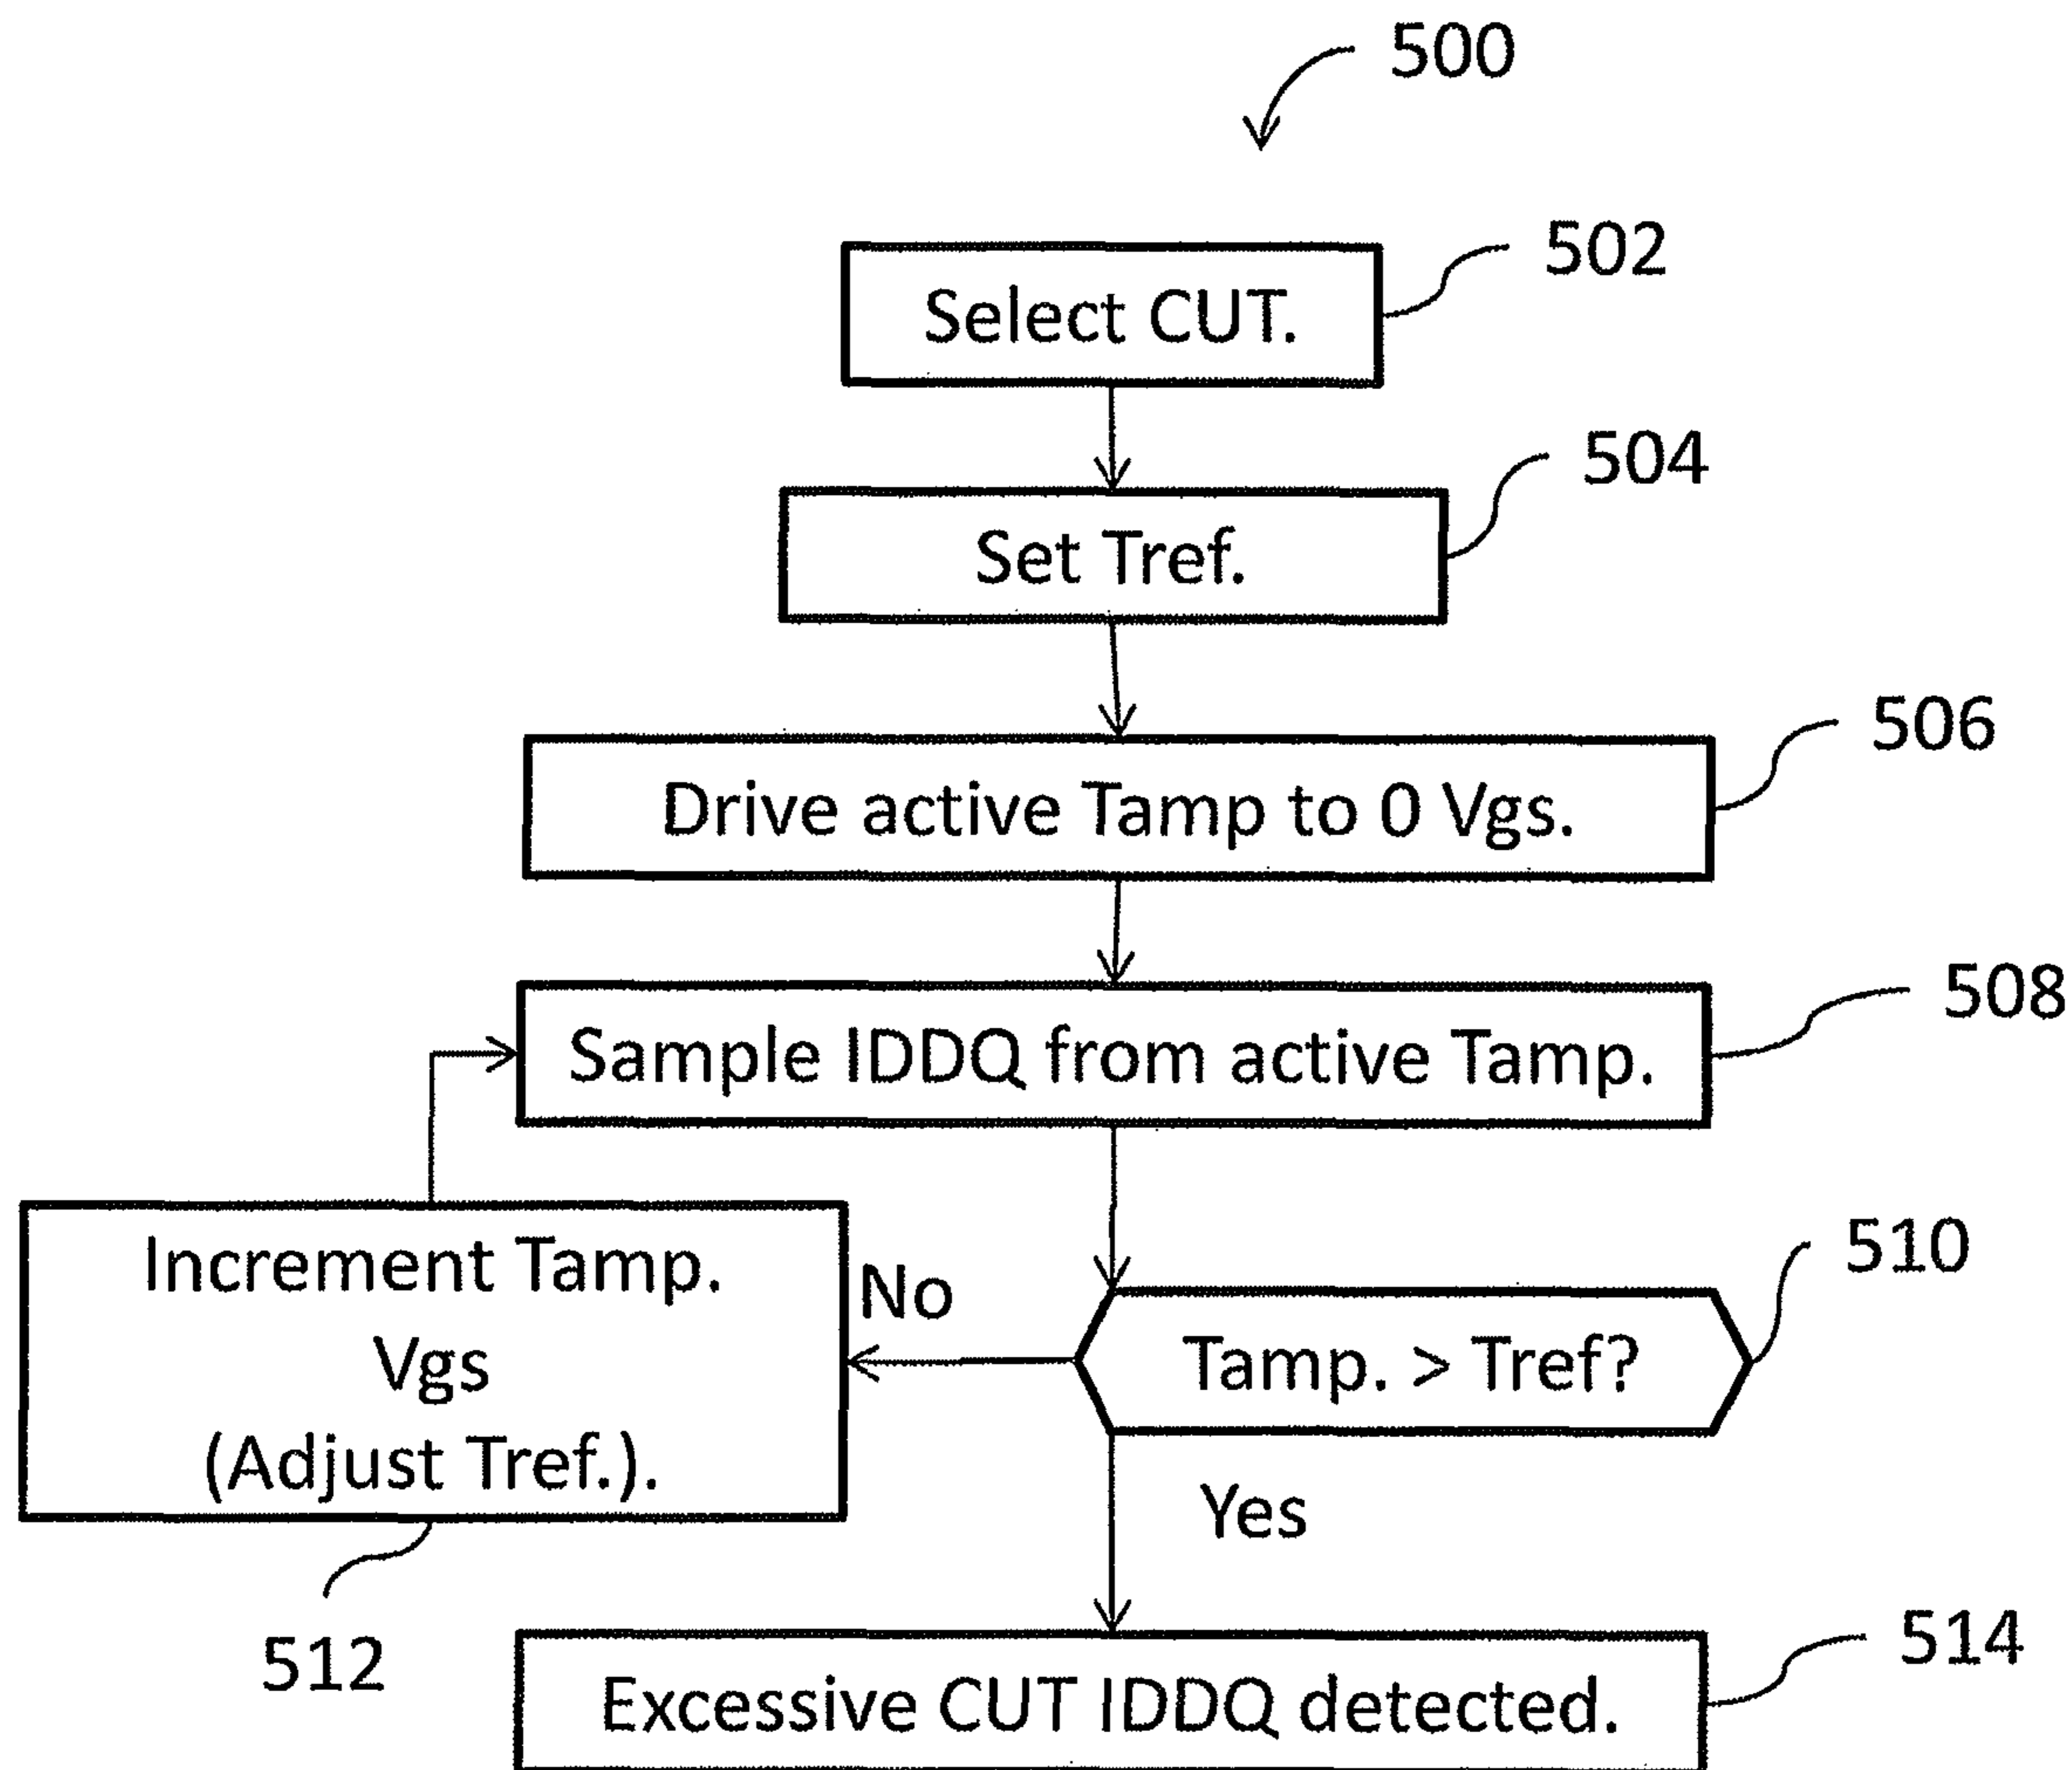 500
502
Select CUT.
504
Set Tref.
506
Drive active Tamp to 0 Vgs.
508
Sample IDDQ from active Tamp.
510
Tamp. > Tref?
No
Increment Tamp.
Vgs
(Adjust Tref.).
512
Yes
514
Excessive CUT IDDQ detected.